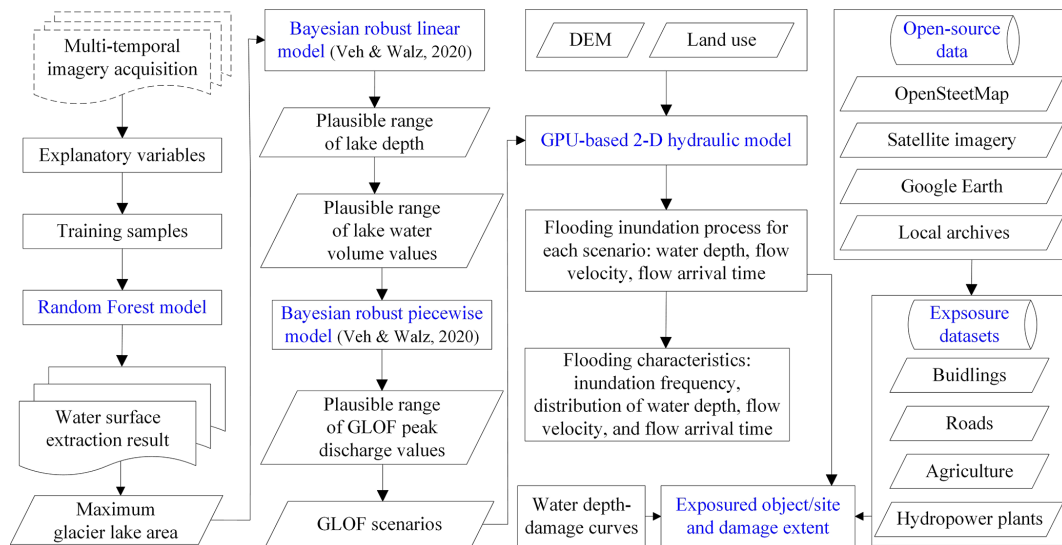 Multi-temporal
imagery acquisition
Explanatory variables
Training samples
Random Forest model
Water surface
extraction result
Maximum
glacier lake area
Bayesian robust linear
model (Veh & Walz, 2020)
Plausible range
of lake depth
Plausible range
of lake water
volume values
Bayesian robust piecewise
model (Veh & Walz, 2020)
Plausible range
of GLOF peak
discharge values
GLOF scenarios
DEM
Land use
GPU-based 2-D hydraulic model
Flooding inundation process for
each scenario: water depth, flow
velocity, flow arrival time
Flooding characteristics:
inundation frequency,
distribution of water depth, flow
velocity, and flow arrival time
Water depth-
damage curves
Exposured object/site
and damage extent
Open-source
data
OpenSteetMap
Satellite imagery
Google Earth
Local archives
Expsosure
datasets
Buidlings
Roads
Agriculture
Hydropower plants